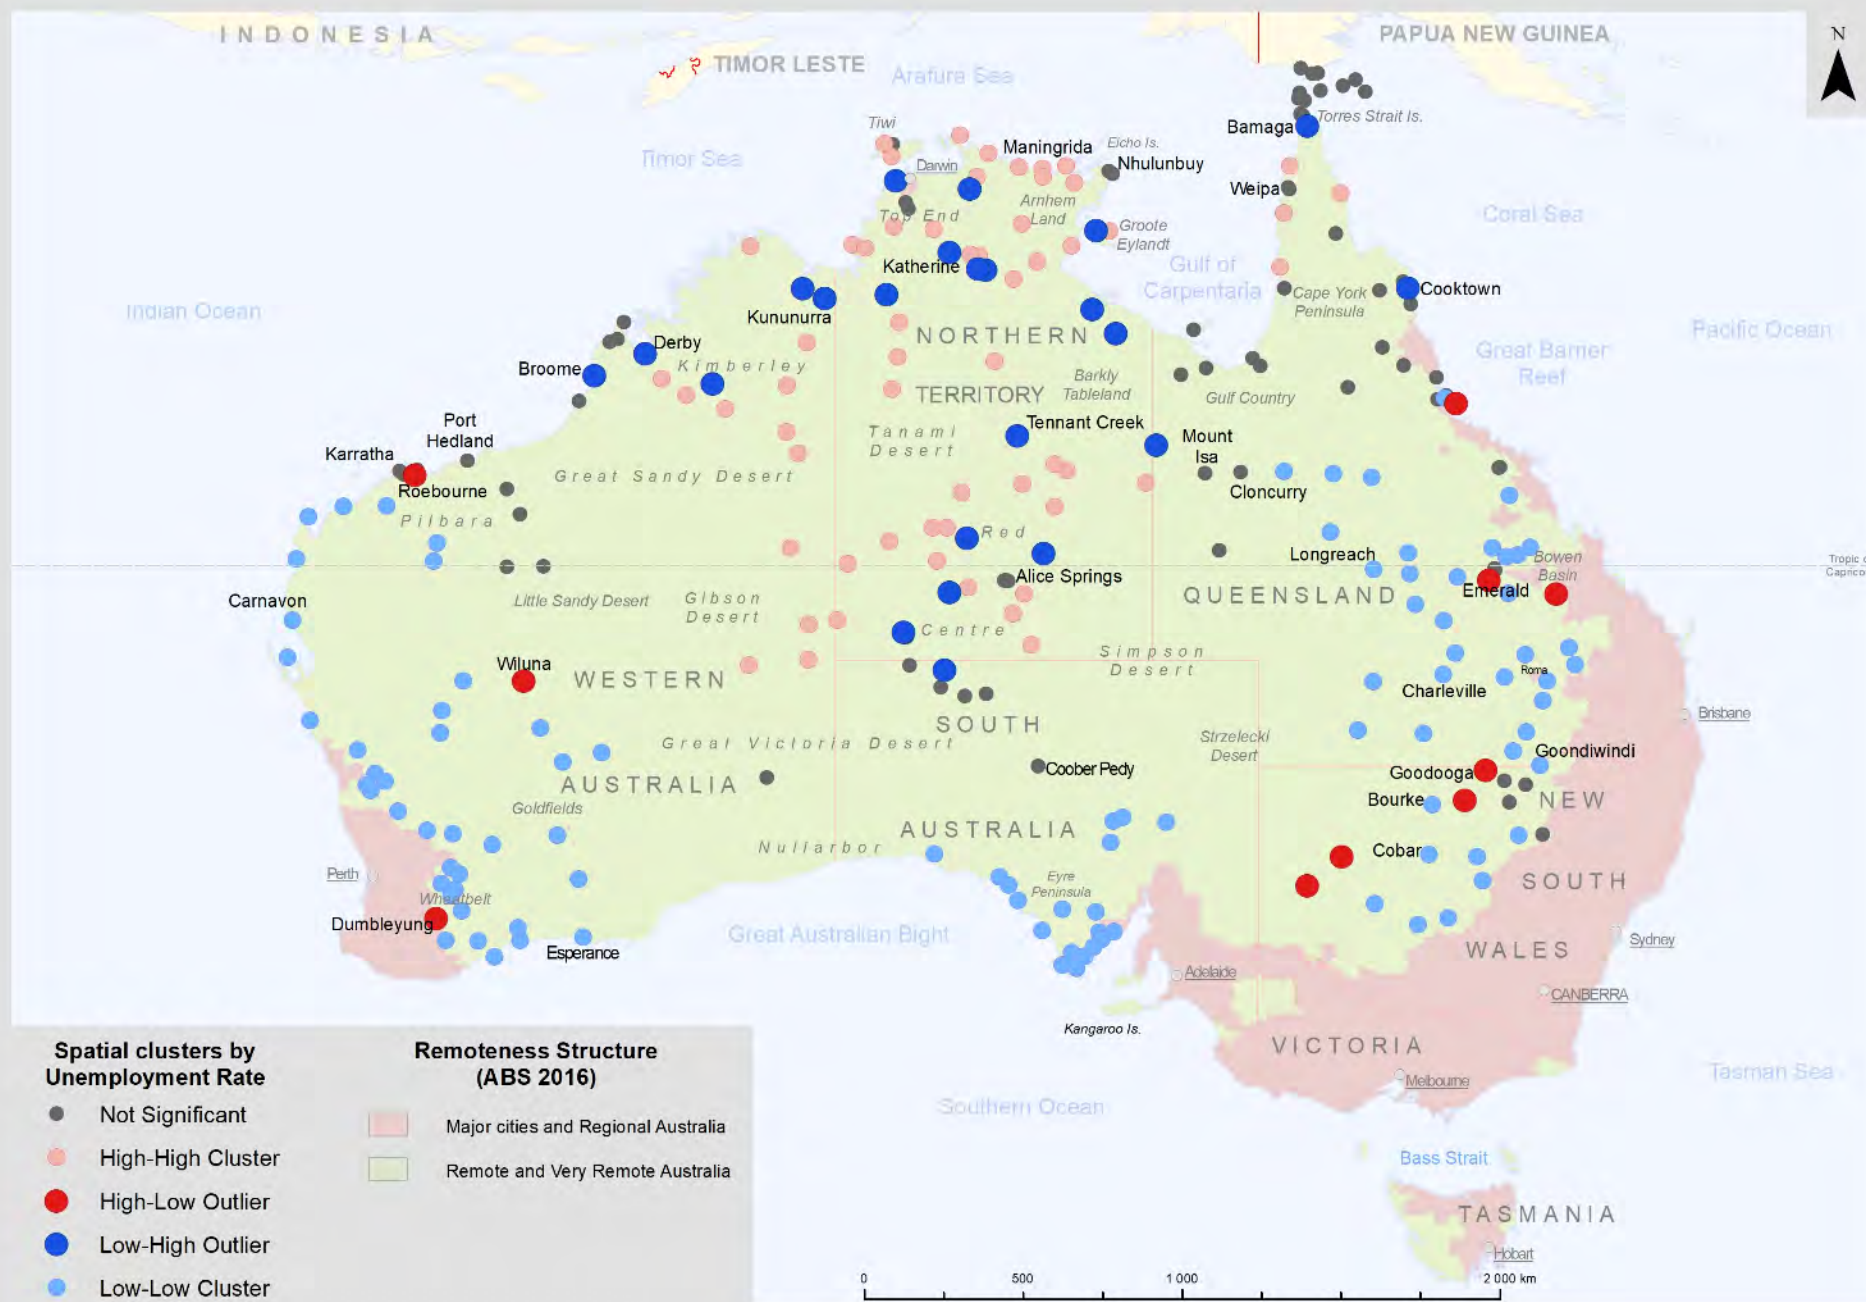 INDONESIA
PAPUA NEW GUINEA
N
TIMOR LESTE
Arafura Sea
Torres Strait Is.
Tiwi
Bamaga
Maningrida
Elcho Is.
Timor Sea
Darwin
Nhulunbuy
Weipa
Arnhem
Land
Top End
Coral Sea
Groote
Eylandt
Katherine
Gulf of
Carpentaria
Cape York
Peninsula
Cooktown
Indian Ocean
Kununurra
NORTHERN
Pacific Ocean
Derby
Great Barrier
Reef
Broome
Kimberley
Barkly
Tableland
TERRITORY
Gulf Country
Port
Hedland
Tennant Creek
Tanami
Desert
Mount
Isa
Karratha
Great Sandy Desert
Roebourne
Cloncurry
Pilbara
Red
Longreach
Bowen
Basin
Tropic o
Caprico
Alice Springs
Emerald
Carnavon
Little Sandy Desert
Gibson
Desert
QUEENSLAND
Centre
Simpson
Desert
Wiluna
WESTERN
Roma
Charleville
Brisbane
SOUTH
Great Victoria Desert
Strzelecki
Desert
Goondiwindi
Coober Pedy
Goodooga
AUSTRALIA
Bourke
NEW
Goldfields
AUSTRALIA
Nullarbor
Cobar
Perth
Eyre
Peninsula
SOUTH
Wheatbelt
Dumbleyung
Great Australian Bight
Sydney
Esperance
WALES
Adelaide
CANBERRA
Kangaroo Is.
VICTORIA
Melbourne
Tasman Sea
Southern Ocean
Bass Strait
TASMANIA
Hobart
Spatial clusters by
Unemployment Rate
Not Significant
High-High Cluster
High-Low Outlier
Low-High Outlier
Low-Low Cluster
Remoteness Structure
(ABS 2016)
Major cities and Regional Australia
Remote and Very Remote Australia
0 500 1 000 2 000 km